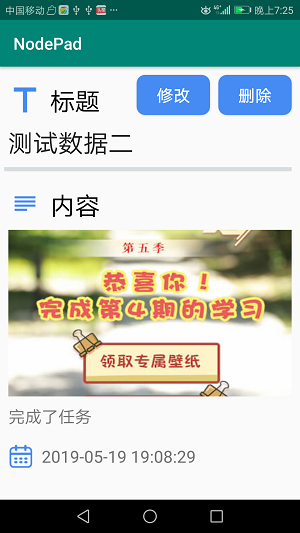 中国移动
晚上7:25
NodePad
标题
修改
删除
测试数据二
内容
第五季
恭喜你！
完成第4期的学习
领取专属壁纸
完成了任务
2019-05-19 19:08:29